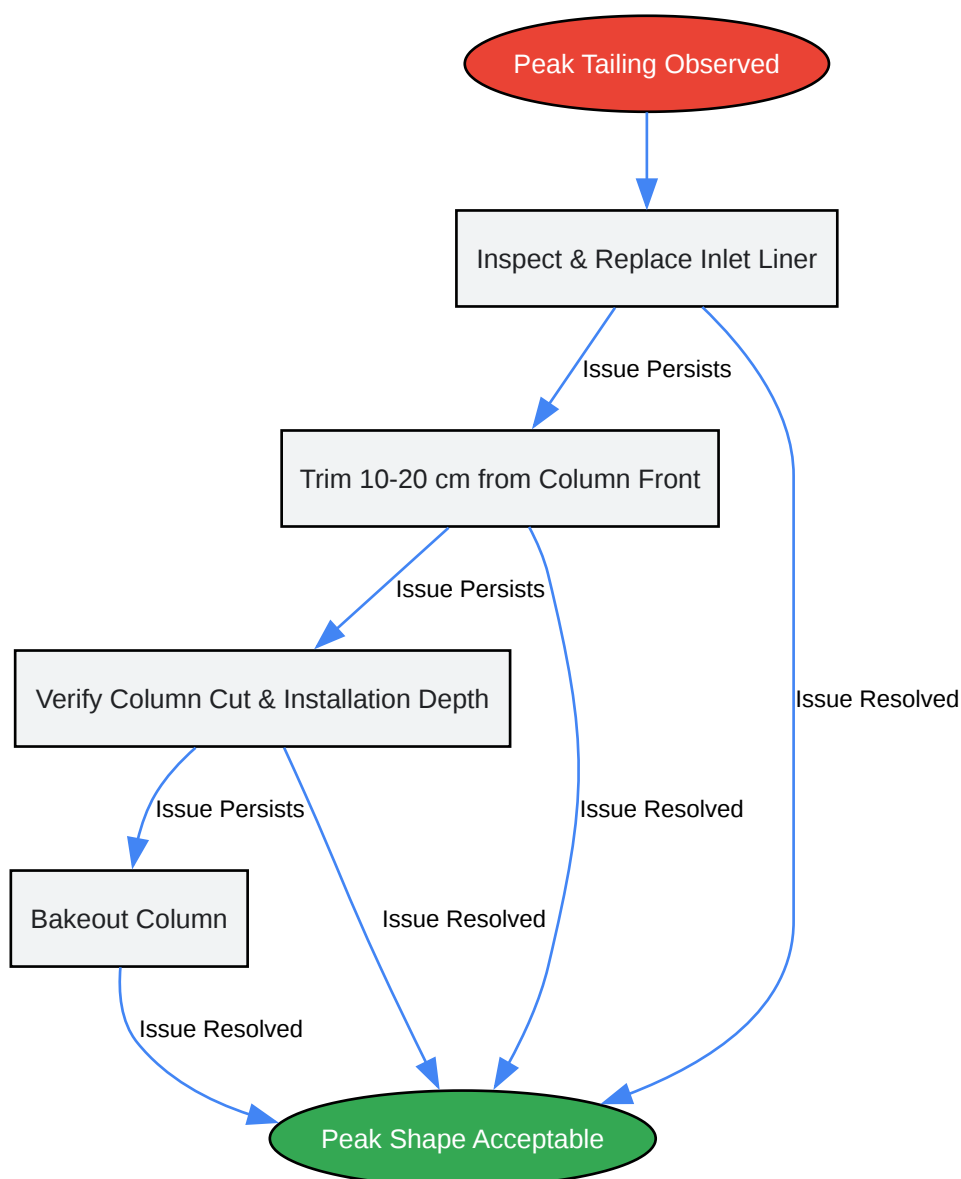 Peak Tailing Observed
Inspect & Replace Inlet Liner
Issue Persists
Trim 10-20 cm from Column Front
Issue Persists
Verify Column Cut & Installation Depth
Issue Resolved
Issue Persists
Issue Resolved
Bakeout Column
Issue Resolved
Issue Resolved
Peak Shape Acceptable